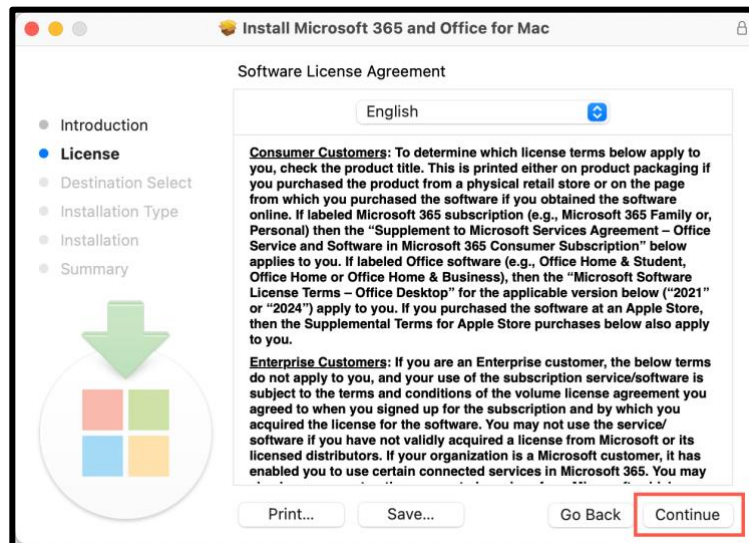 Install Microsoft 365 and Office for Mac
Software License Agreement
Introduction
License
Destination Select
Installation Type
Installation
Summary
English
Consumer Customers: To determine which license terms below apply to
you, check the product title. This is printed either on product packaging if
you purchased the product from a physical retail store or on the page
from which you purchased the software if you obtained the software
online. If labeled Microsoft 365 subscription (e.g., Microsoft 365 Family or,
Personal) then the “Supplement to Microsoft Services Agreement – Office
Service and Software in Microsoft 365 Consumer Subscription” below
applies to you. If labeled Office software (e.g., Office Home & Student,
Office Home or Office Home & Business), then the “Microsoft Software
License Terms – Office Desktop” for the applicable version below (“2021”
or “2024”) apply to you. If you purchased the software at an Apple Store,
then the Supplemental Terms for Apple Store purchases below also apply
to you.
Enterprise Customers: If you are an Enterprise customer, the below terms
do not apply to you, and your use of the subscription service/software is
subject to the terms and conditions of the volume license agreement you
agreed to when you signed up for the subscription and by which you
acquired the license for the software. You may not use the service/
software if you have not validly acquired a license from Microsoft or its
licensed distributors. If your organization is a Microsoft customer, it has
enabled you to use certain connected services in Microsoft 365. You may
Print...
Save...
Go Back
Continue